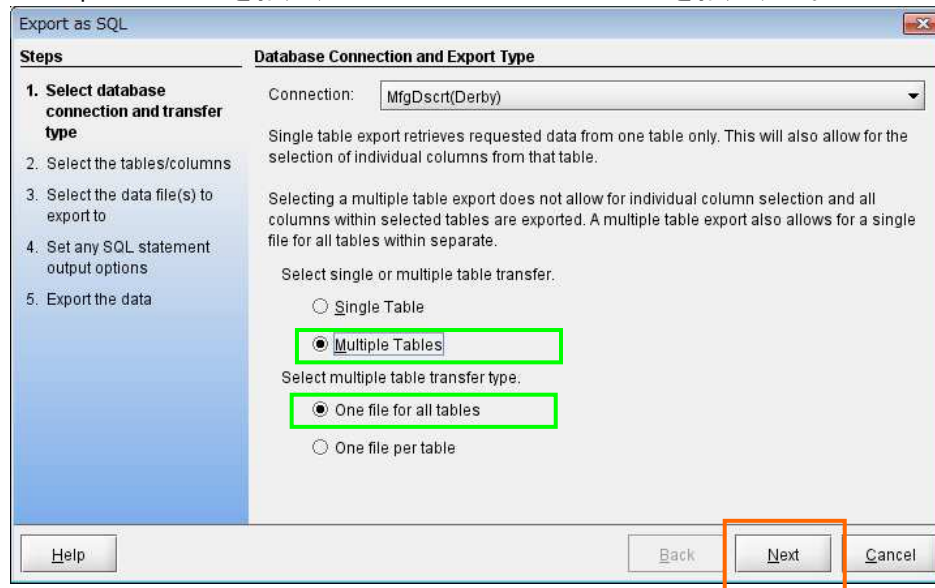 Export as SQL
Steps
1. Select database
connection and transfer
type
2. Select the tables/columns
3. Select the data file(s) to
export to
4. Set any SQL statement
output options
5. Export the data
Database Connection and Export Type
Connection: MfgDscrt(Derby)
Single table export retrieves requested data from one table only. This will also allow for the
selection of individual columns from that table.
Selecting a multiple table export does not allow for individual column selection and all
columns within selected tables are exported. A multiple table export also allows for a single
file for all tables within separate.
Select single or multiple table transfer.
Single Table
Multiple Tables
Select multiple table transfer type.
One file for all tables
One file per table
Help
Back
Next
Cancel